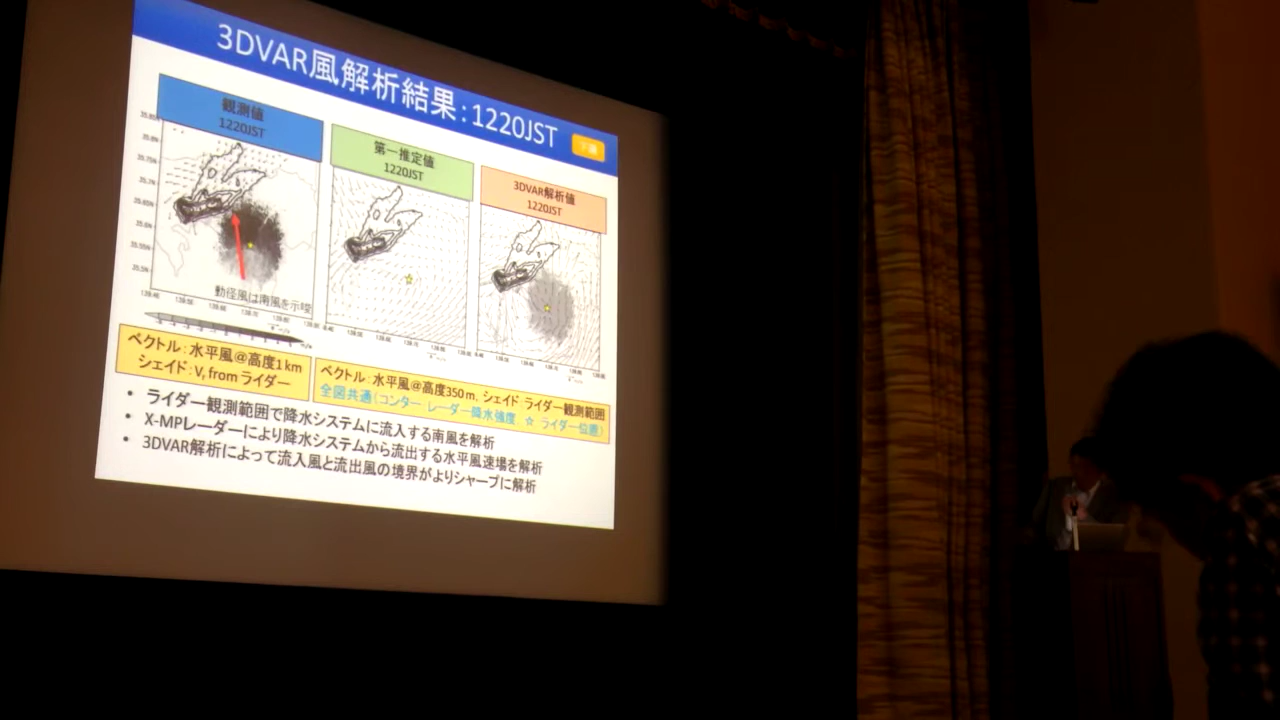 3DVAR風解析結果：1220JST
観測値
1220JST
第一推定値
1220JST
3DVAR解析値
1220JST
動径風は南風を示唆
ベクトル：水平風＠高度1km
シェイド：Vr from ライダー
ベクトル：水平風＠高度350m, シェイド：ライダー観測範囲
全図共通（コンター：レーダー降水強度, ☆：ライダー位置）
• ライダー観測範囲で降水システムに流入する南風を解析
• X-MPレーダーにより降水システムから流出する水平風速場を解析
• 3DVAR解析によって流入風と流出風の境界がよりシャープに解析